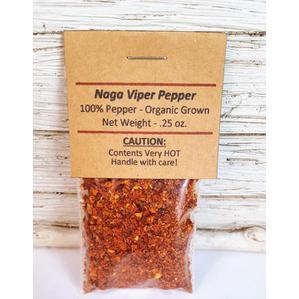 Naga Viper Pepper
100% Pepper - Organic Grown
Net Weight - .25 oz.
CAUTION:
Contents Very HOT
Handle with care!